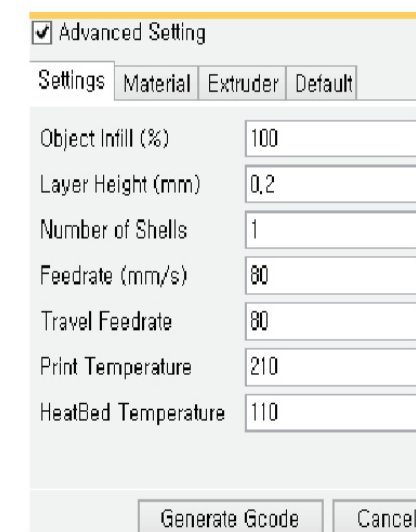 Advanced Setting
Settings Material Extruder Default
Object Infill (%) 100
Layer Height (mm) 0,2
Number of Shells 1
Feedrate (mm/s) 80
Travel Feedrate 80
Print Temperature 210
HeatBed Temperature 110
Generate Gcode Cancel